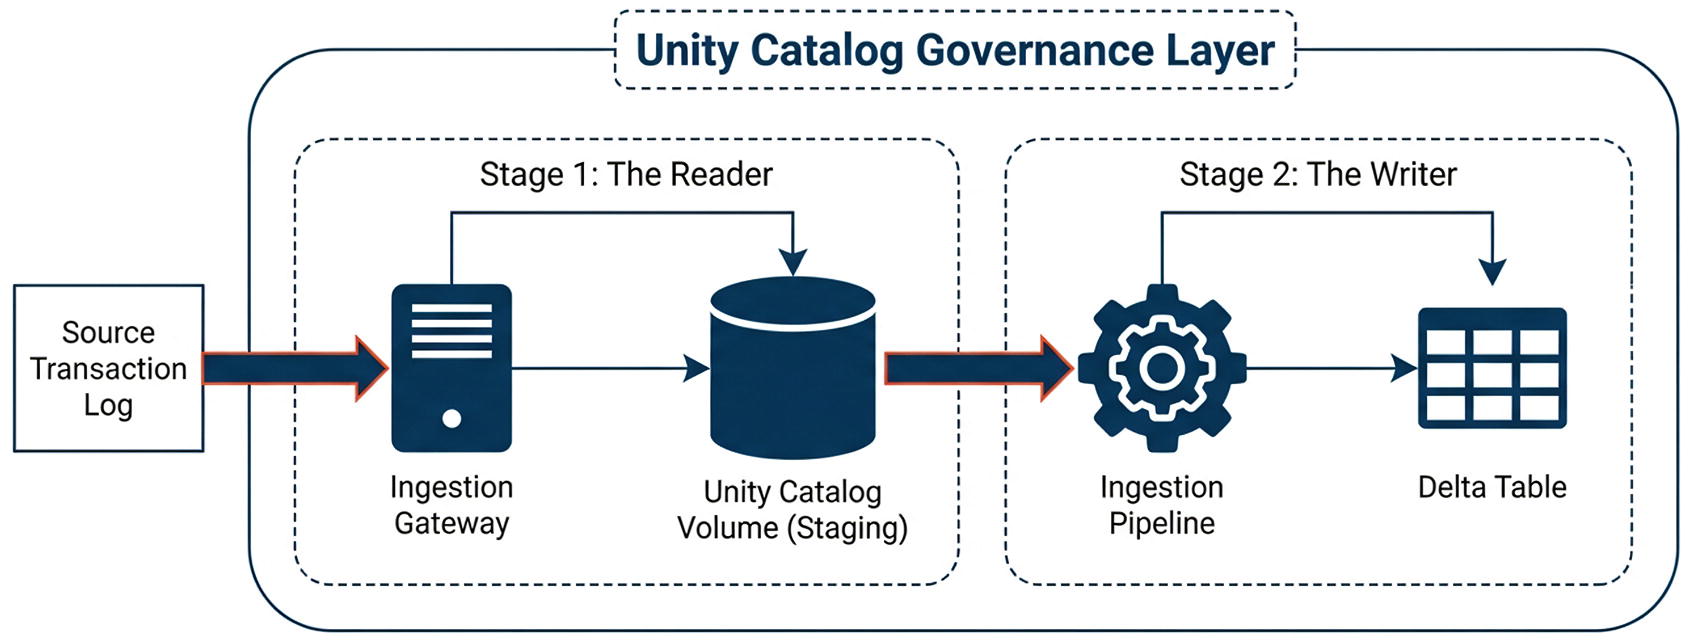 Unity Catalog Governance Layer
Stage 1: The Reader
Stage 2: The Writer
Source
Transaction
Log
Ingestion
Gateway
Unity Catalog
Volume (Staging)
Ingestion
Pipeline
Delta Table